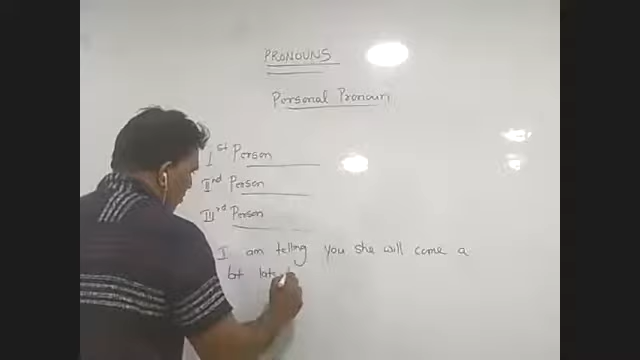 PRONOUNS
Personal Pronoun
Ist Person
IInd Person
IIIrd Person
I am telling you she will come a
bit late